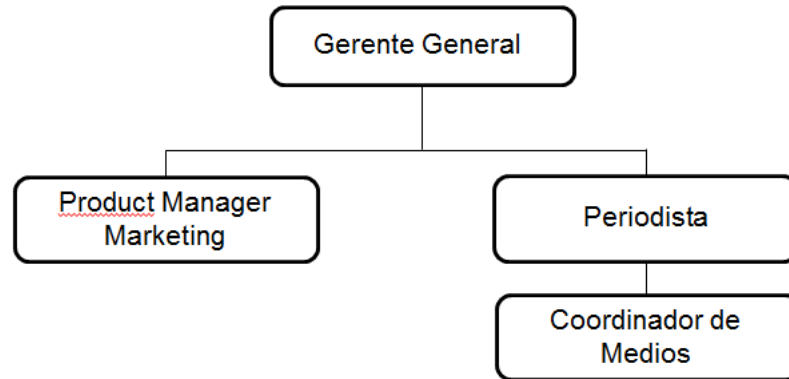 Gerente General
Product Manager
Marketing
Periodista
Coordinador de
Medios